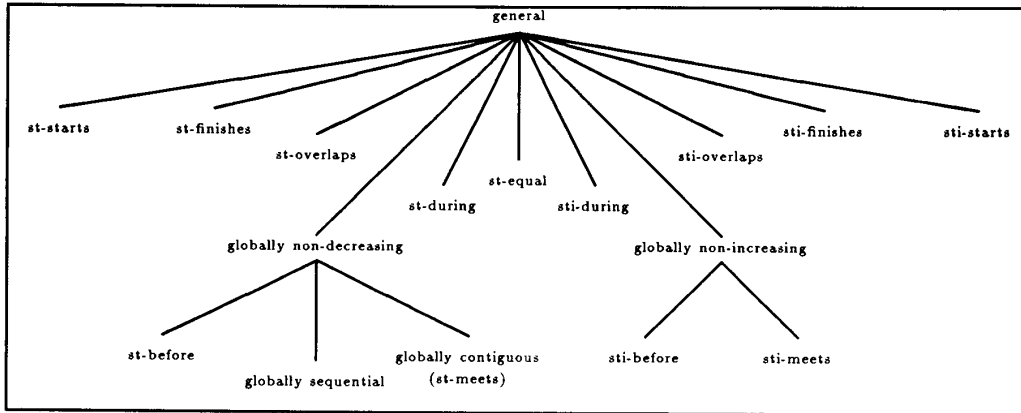 general
st-starts
st-finishes
sti-finishes
sti-starts
st-overlaps
sti-overlaps
st-equal
st-during
sti-during
globally non-decreasing
globally non-increasing
st-before
globally contiguous
sti-before
sti-meets
globally sequential
(st-meets)